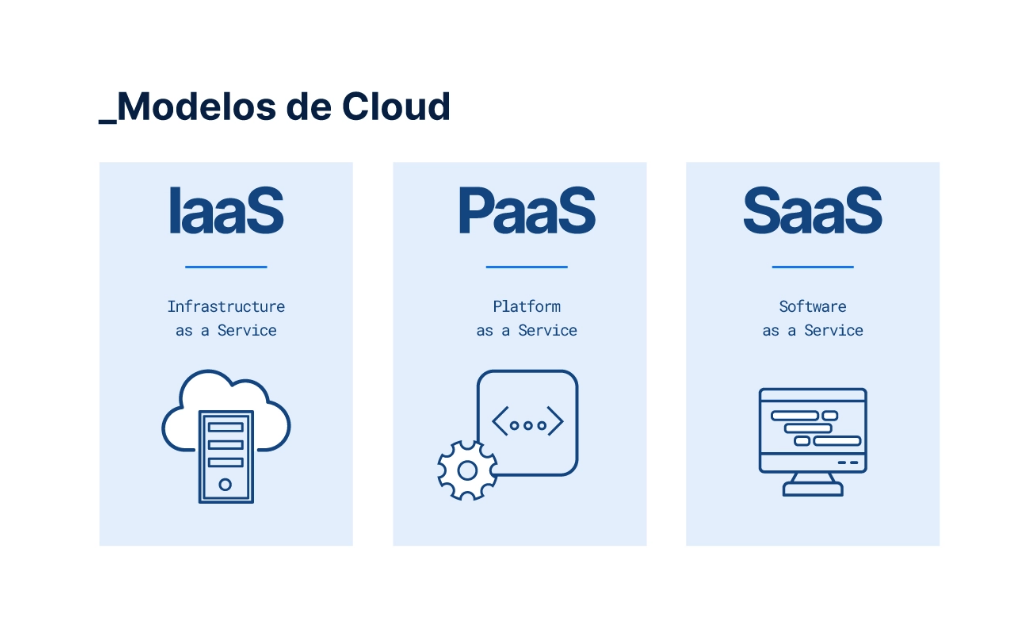 _Modelos de Cloud
IaaS
Infrastructure
as a Service
PaaS
Platform
as a Service
SaaS
Software
as a Service